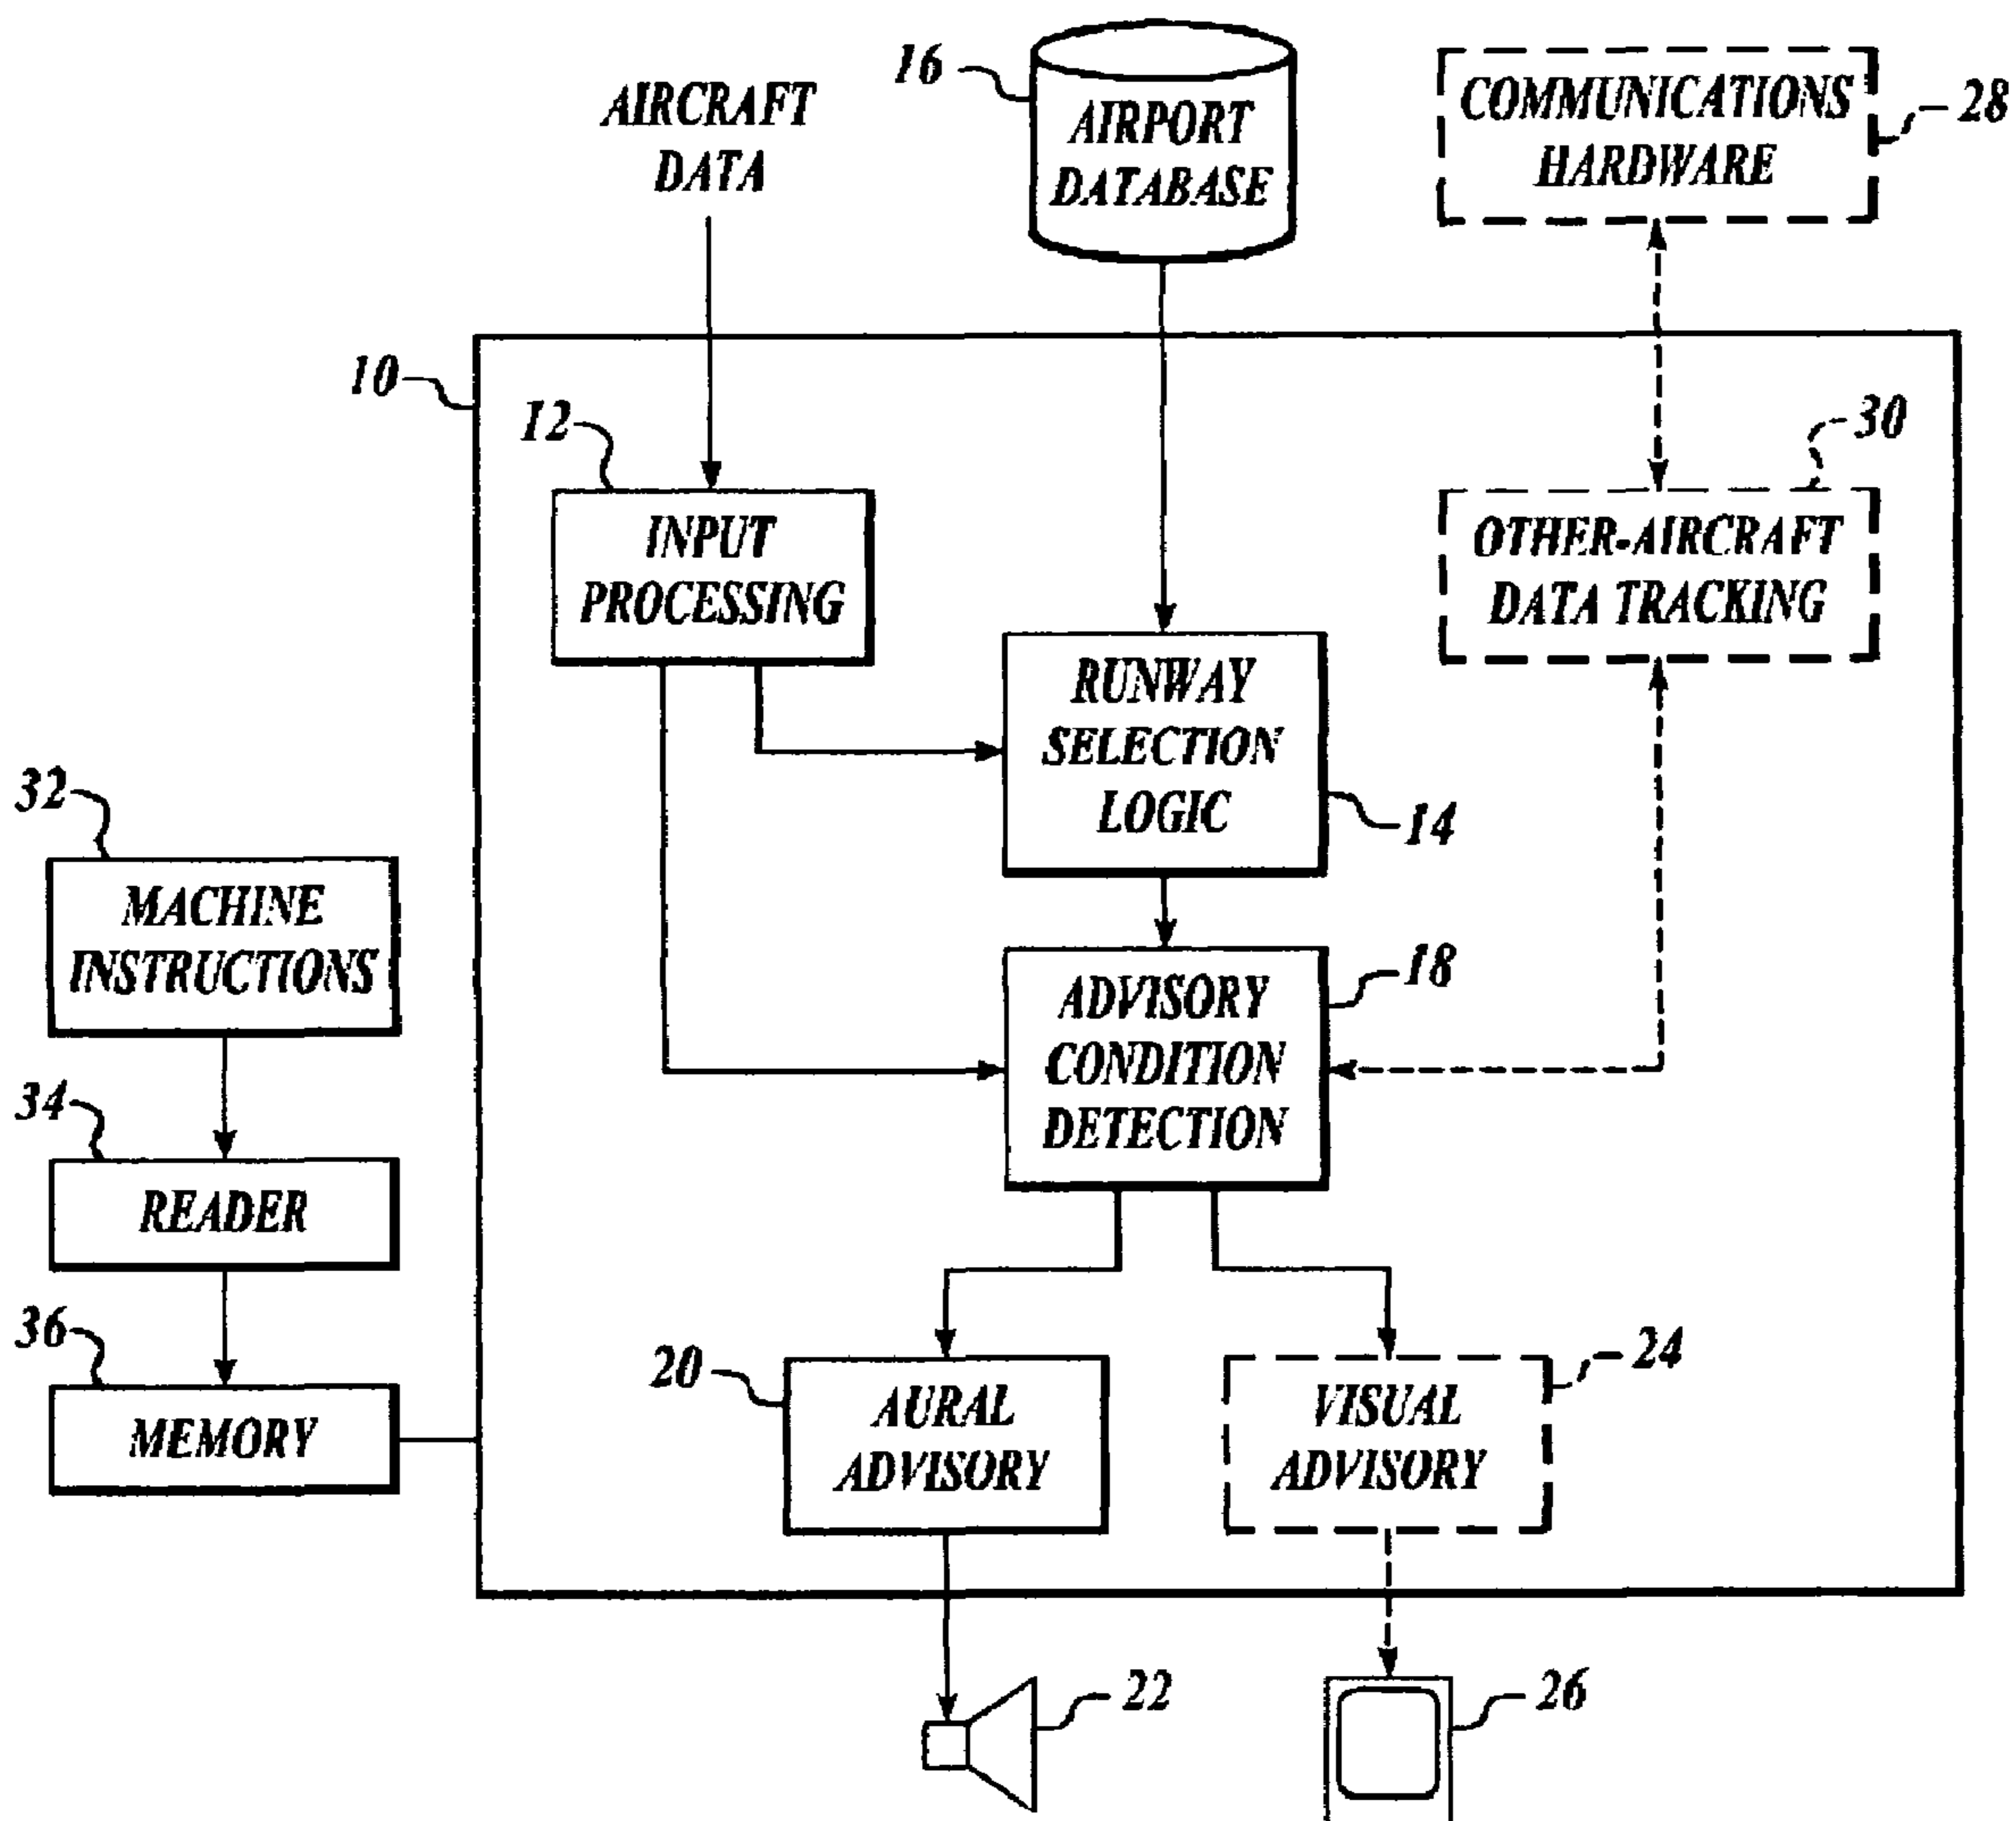 AIRCRAFT
DATA
16
AIRPORT
DATABASE
COMMUNICATIONS
HARDWARE
28
10
12
INPUT
PROCESSING
30
OTHER-AIRCRAFT
DATA TRACKING
RUNWAY
SELECTION
LOGIC
14
32
MACHINE
INSTRUCTIONS
18
ADVISORY
CONDITION
DETECTION
34
READER
36
MEMORY
20
AURAL
ADVISORY
24
VISUAL
ADVISORY
22
26